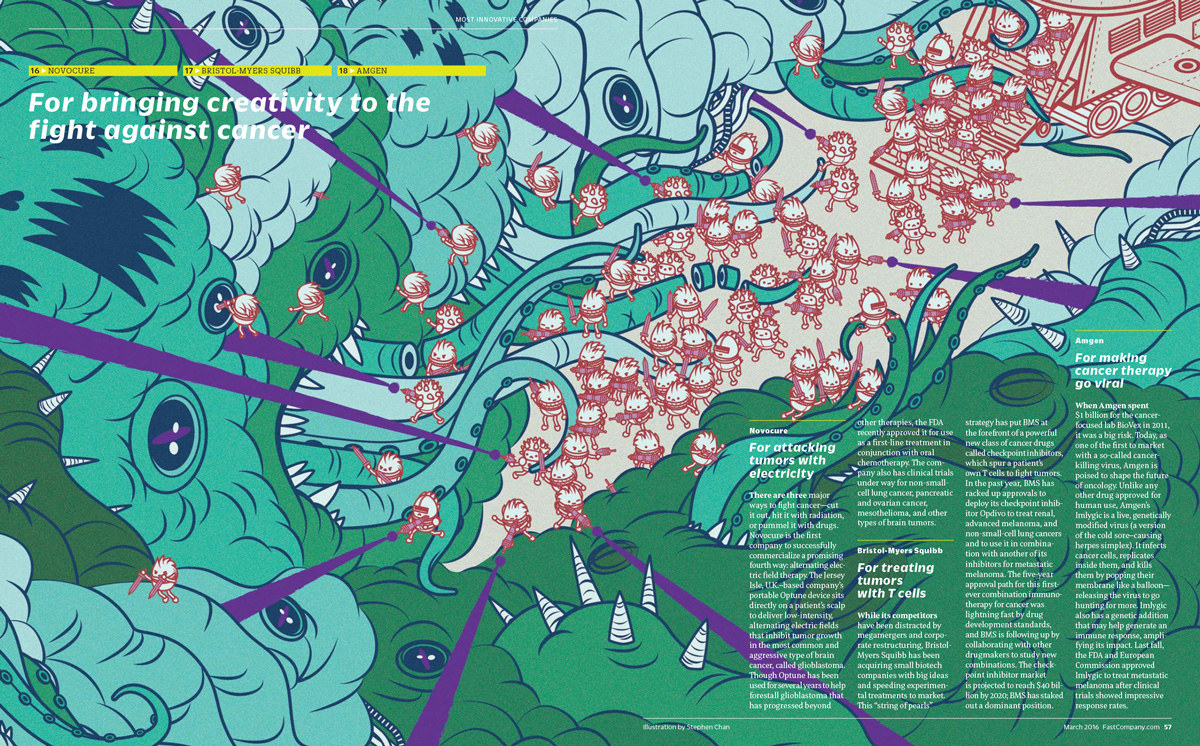 MOST INNOVATIVE COMPANIES
16 NOVOCURE
17 BRISTOL-MYERS SQUIBB
18 AMGEN
For bringing creativity to the
fight against cancer
Novocure
For attacking
tumors with
electricity
There are three major
ways to fight cancer—cut
it out, hit it with radiation,
or pummel it with drugs.
Novocure is the first
company to successfully
commercialize a promising
fourth way: alternating elec-
tric field therapy. The Jersey
Isle, U.K.–based company's
portable Optune device sits
directly on a patient's scalp
to deliver low-intensity,
alternating electric fields
that inhibit tumor growth
in the most common and
aggressive type of brain
cancer, called glioblastoma.
Though Optune has been
used for several years to help
forestall glioblastoma that
has progressed beyond
other therapies, the FDA
recently approved it for use
as a first-line treatment in
conjunction with oral
chemotherapy. The com-
pany also has clinical trials
under way for non-small-
cell lung cancer, pancreatic
and ovarian cancer,
mesothelioma, and other
types of brain tumors.
Bristol-Myers Squibb
For treating
tumors
with T cells
While its competitors
have been distracted by
megamergers and corpo-
rate restructuring, Bristol-
Myers Squibb has been
acquiring small biotech
companies with big ideas
and speeding experimen-
tal treatments to market.
This "string of pearls"
strategy has put BMS at
the forefront of a powerful
new class of cancer drugs
called checkpoint inhibitors,
which spur a patient's
own T cells to fight tumors.
In the past year, BMS has
racked up approvals to
deploy its checkpoint inhib-
itor Opdivo to treat renal,
advanced melanoma, and
non-small-cell lung cancers
and to use it in combina-
tion with another of its
inhibitors for metastatic
melanoma. The five-year
approval path for this first-
ever combination immuno-
therapy for cancer was
lightning fast by drug
development standards,
and BMS is following up by
collaborating with other
drugmakers to study new
combinations. The check-
point inhibitor market
is projected to reach $40 bil-
lion by 2020; BMS has staked
out a dominant position.
Amgen
For making
cancer therapy
go viral
When Amgen spent
$1 billion for the cancer-
focused lab BioVex in 2011,
it was a big risk. Today, as
one of the first to market
with a so-called cancer-
killing virus, Amgen is
poised to shape the future
of oncology. Unlike any
other drug approved for
human use, Amgen's
Imlygic is a live, genetically
modified virus (a version
of the cold sore–causing
herpes simplex). It infects
cancer cells, replicates
inside them, and kills
them by popping their
membrane like a balloon—
releasing the virus to go
hunting for more. Imlygic
also has a genetic addition
that may help generate an
immune response, ampli-
fying its impact. Last fall,
the FDA and European
Commission approved
Imlygic to treat metastatic
melanoma after clinical
trials showed impressive
response rates.
Illustration by Stephen Chan
March 2016 FastCompany.com 57